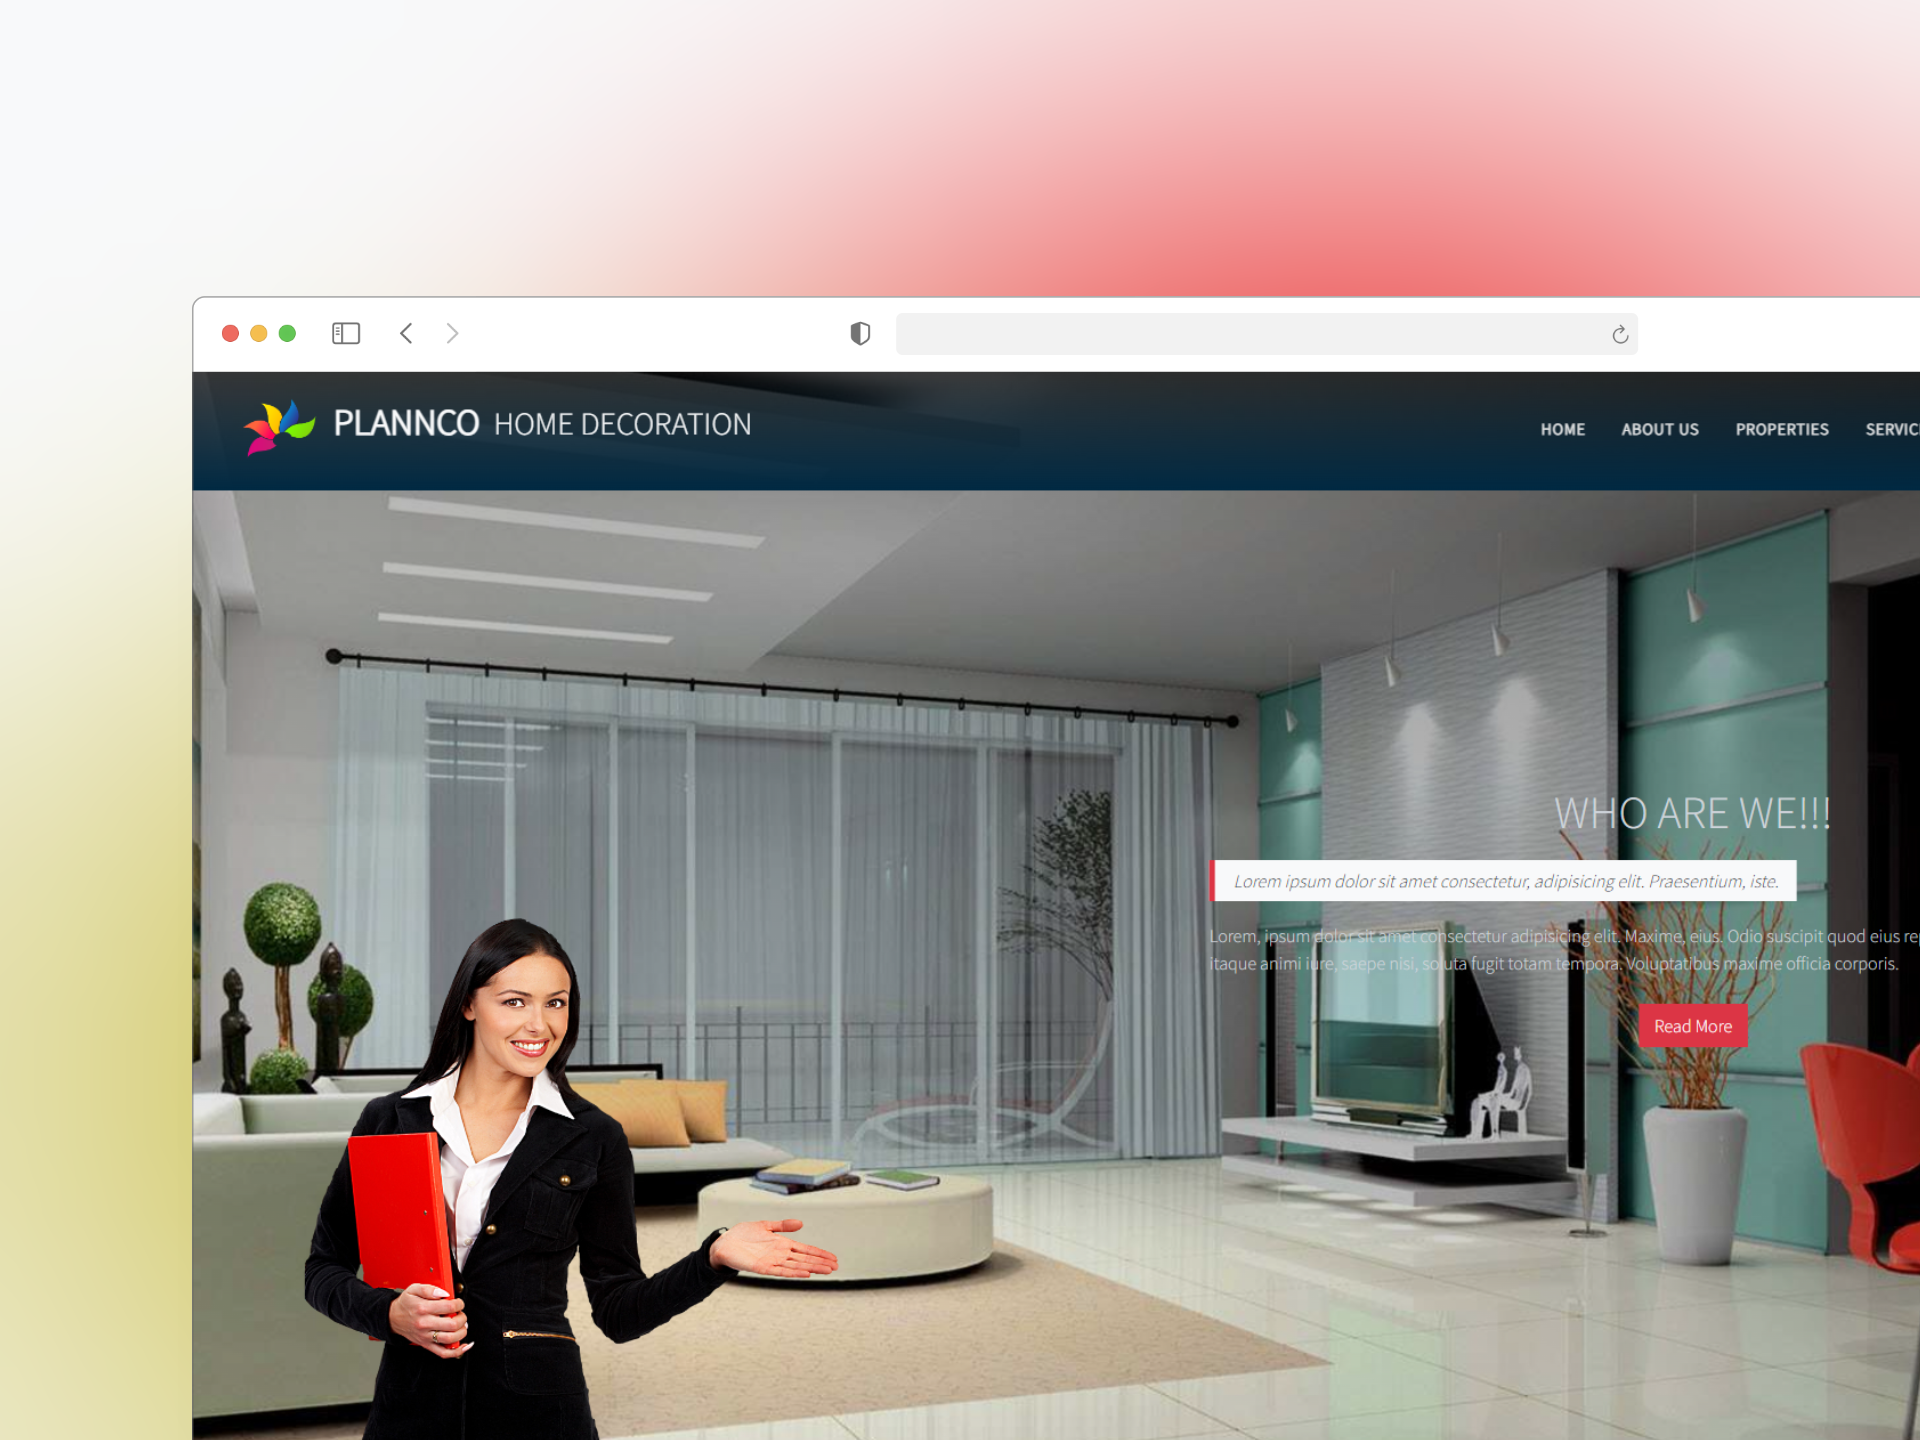 PLANNCO HOME DECORATION
HOME ABOUT US PROPERTIES
WHO ARE WE!!!
Lorem ipsum dolor sit amet consectetur, adipisicing elit. Praesentium, iste.
Lorem, ipsum dolor sit amet consectetur adipisicing elit. Maxime, eius. Odio suscipit quod eius
itaque animi iure, saepe nisi, soluta fugit totam tempora. Voluptatibus maxime officia corporis.
Read More